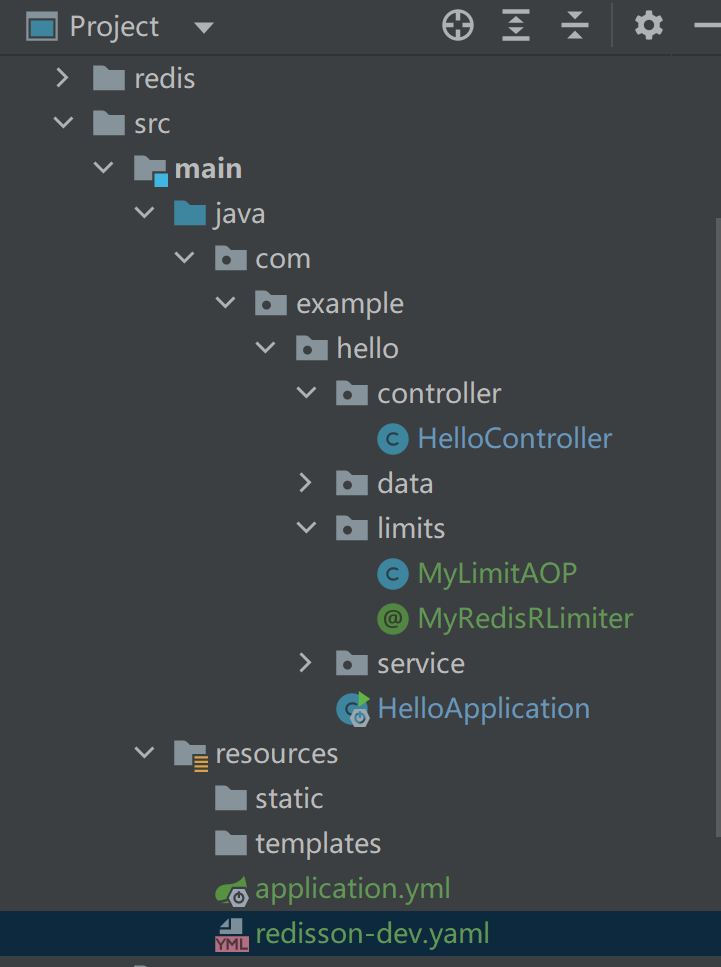 Project
redis
src
main
java
com
example
hello
controller
C HelloController
data
limits
C MyLimitAOP
@ MyRedisRLimiter
service
C HelloApplication
resources
static
templates
application.yml
YML redisson-dev.yaml